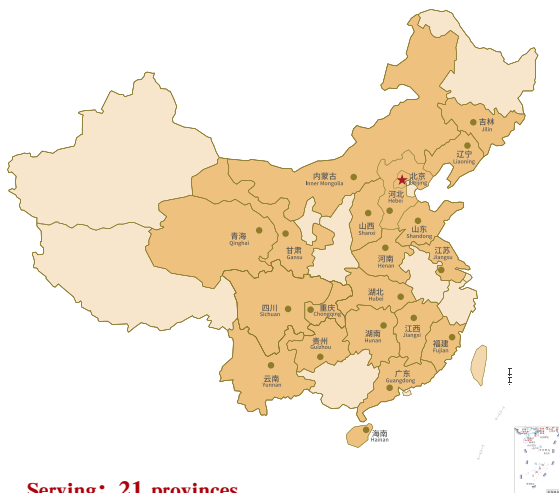 吉林
Jilin
辽宁
Liaoning
内蒙古
Inner Mongolia
北京
Beijing
河北
Hebei
山西
Shanxi
山东
Shandong
青海
Qinghai
甘肃
Gansu
河南
Henan
江苏
Jiangsu
四川
Sichuan
重庆
Chongqing
湖北
Hubei
湖南
Hunan
江西
Jiangxi
贵州
Guizhou
福建
Fujian
云南
Yunnan
广东
Guangdong
海南
Hainan
Serving: 21 provinces